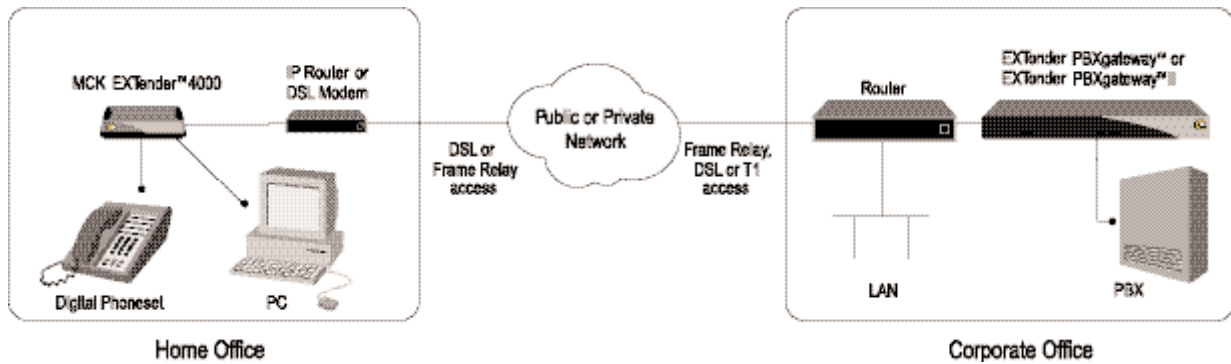 MCK EXTender™4000
IP Router or
DSL Modem
Digital Phoneset
PC
Home Office
DSL or
Frame Relay
access
Public or Private
Network
Frame Relay,
DSL or T1
access
Router
EXTender PBXgateway™ or
EXTender PBXgateway™ II
LAN
PBX
Corporate Office